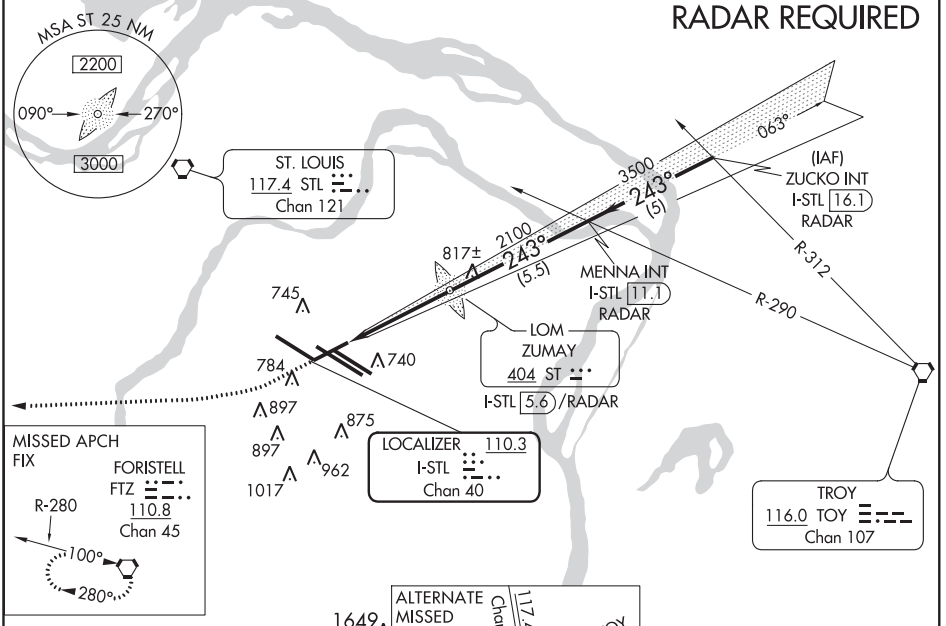 RADAR REQUIRED
MSA ST 25 NM
2200
090°
270°
3000
ST. LOUIS
117.4 STL
Chan 121
063°
3500
243°
(5)
(IAF)
ZUCKO INT
I-STL 16.1
RADAR
R-312
2100
243°
(5.5)
817±
MENNA INT
I-STL 11.1
RADAR
R-290
745
LOM
ZUMAY
404 ST
I-STL 5.6 /RADAR
740
784
897
897
875
962
1017
LOCALIZER 110.3
I-STL
Chan 40
MISSED APCH
FIX
FORISTELL
FTZ
110.8
Chan 45
R-280
100°
280°
TROY
116.0 TOY
Chan 107
1649
ALTERNATE
MISSED
117.4